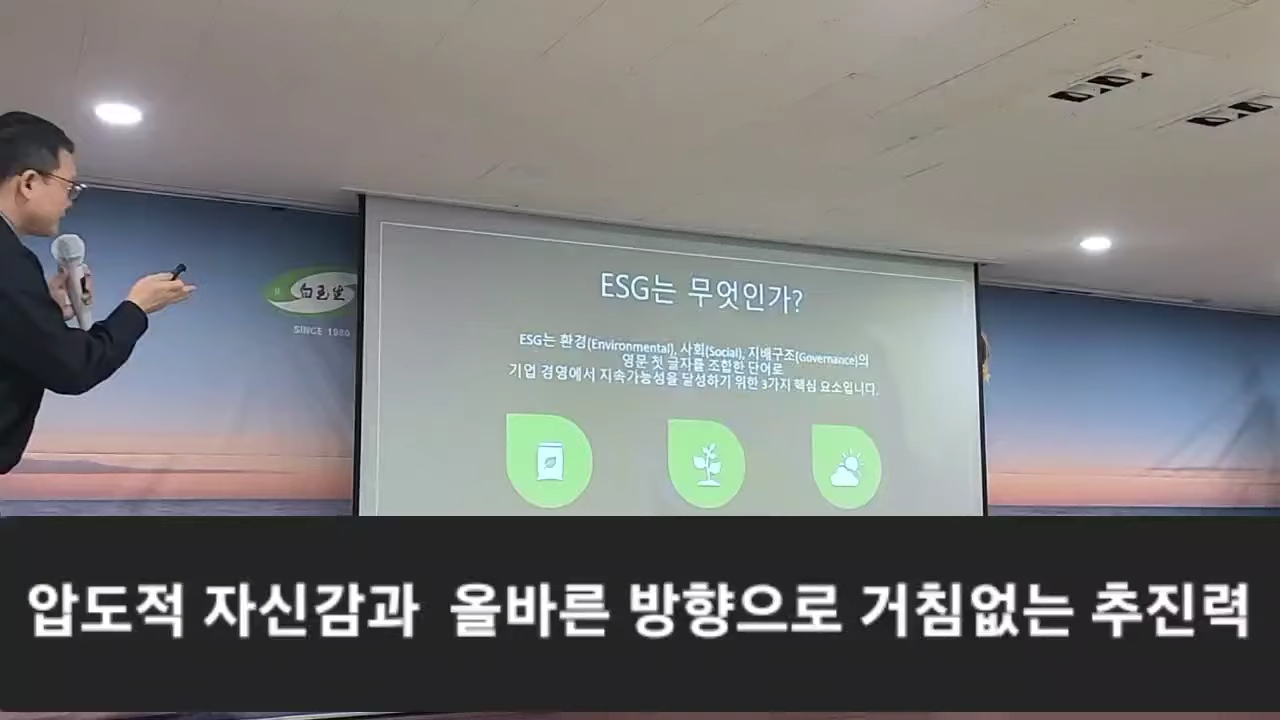 白色生
SINCE 1980
ESG는 무엇인가?
ESG는 환경(Environmental), 사회(Social), 지배구조(Governance)의
영문 첫 글자를 조합한 단어로
기업 경영에서 지속가능성을 달성하기 위한 3가지 핵심 요소입니다.
압도적 자신감과 올바른 방향으로 거침없는 추진력